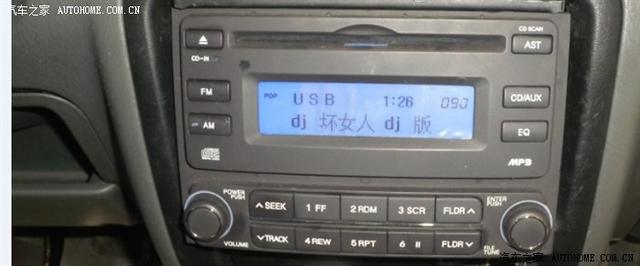 汽车之家 AUTOHOME.COM.CN
CD SCAN
AST
CD-IN
POP USB 1:26 090
dj 坏女人 dj 版
FM
CD/AUX
AM
EQ
MP3
POWER
PUSH
VOLUME
SEEK 1 FF 2 RDM 3 SCR FLDR
TRACK 4 REW 5 RPT 6 II FLDR
ENTER
PUSH
FILE
TUNE
汽车之家 AUTOHOME.COM.CN